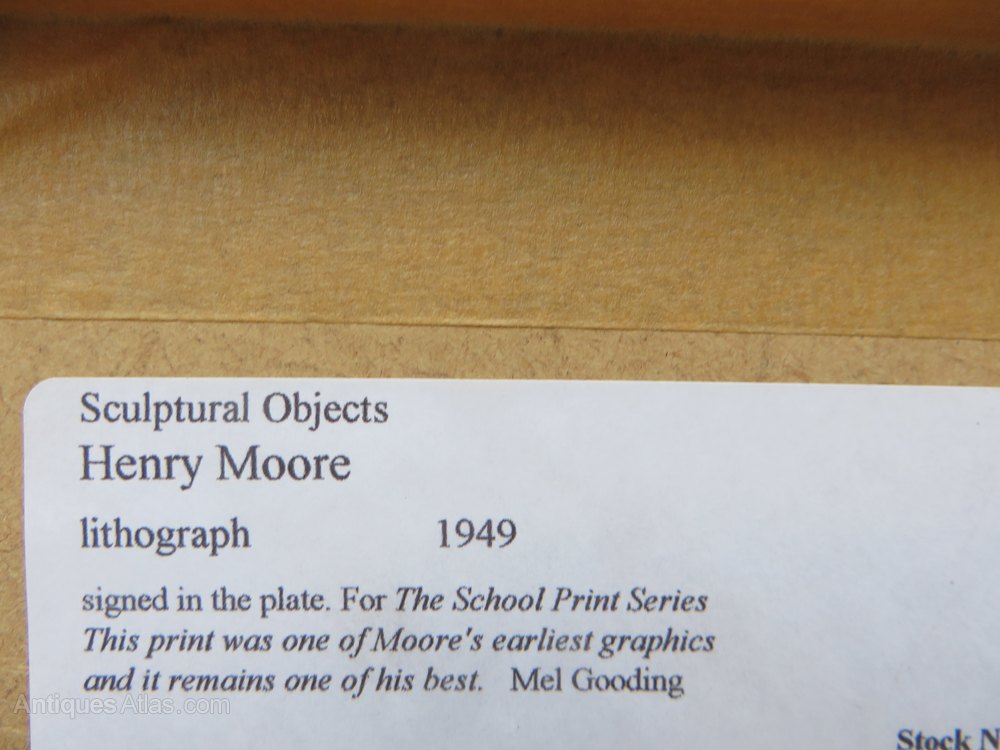 Sculptural Objects
Henry Moore
lithograph 1949
signed in the plate. For The School Print Series
This print was one of Moore's earliest graphics
and it remains one of his best. Mel Gooding
AntiquesAtlas.com
Stock N